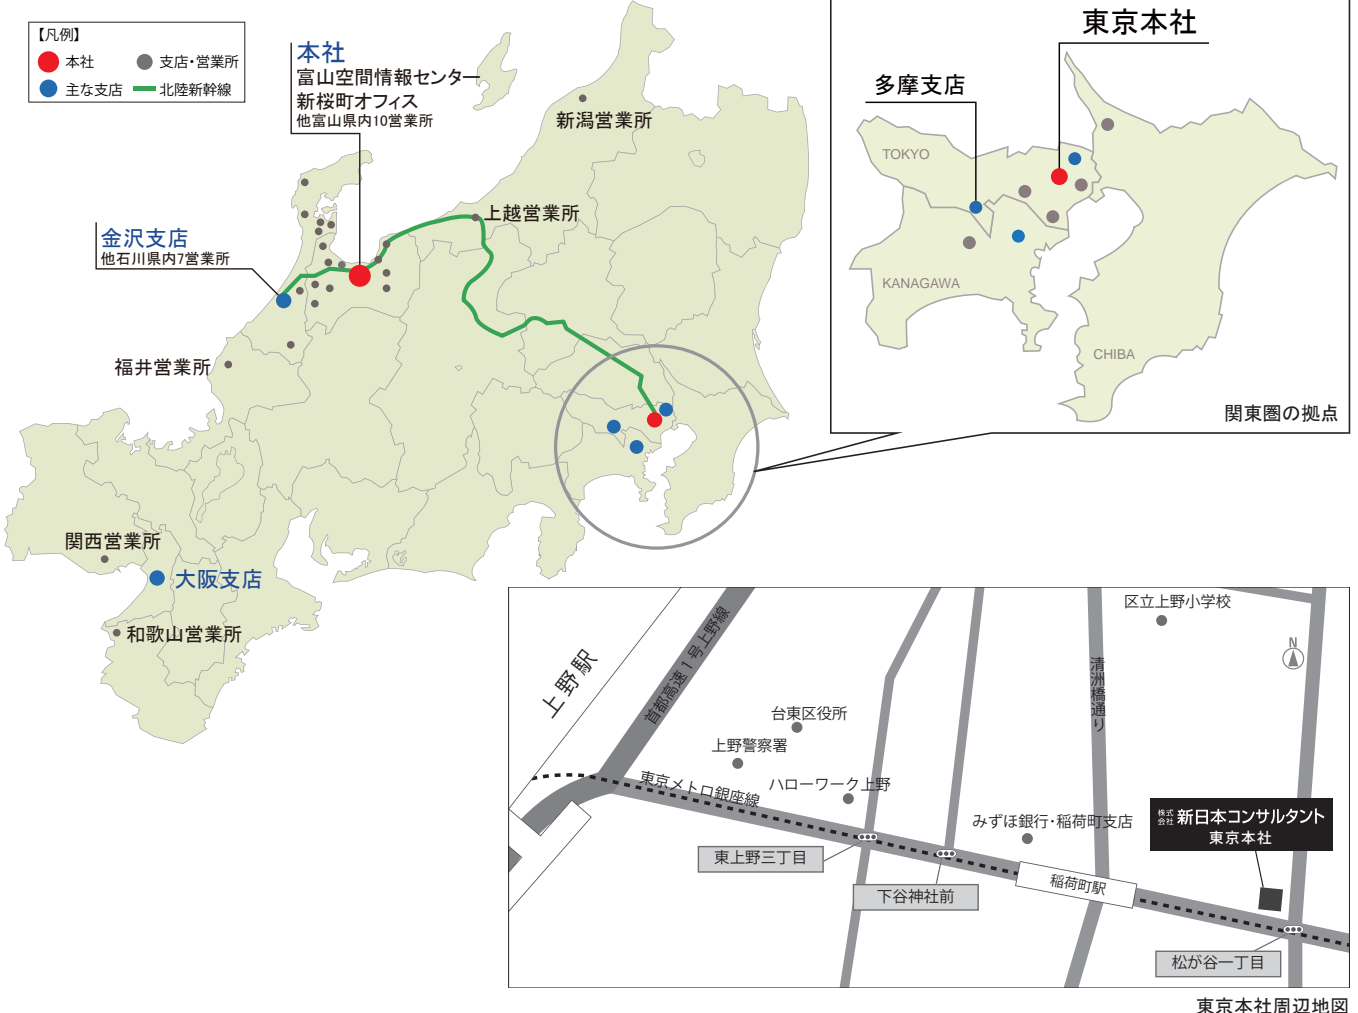 【凡例】
本社
支店・営業所
主な支店
北陸新幹線
本社
富山空間情報センター
新桜町オフィス
他富山県内10営業所
新潟営業所
上越営業所
金沢支店
他石川県内7営業所
福井営業所
関西営業所
大阪支店
和歌山営業所
東京本社
多摩支店
TOKYO
KANAGAWA
CHIBA
関東圏の拠点
上野駅
首都高速1号上野線
区立上野小学校
N
清洲橋通り
台東区役所
上野警察署
東京メトロ銀座線
ハローワーク上野
みずほ銀行・稲荷町支店
株式会社 新日本コンサルタント
東京本社
東上野三丁目
下谷神社前
稲荷町駅
松が谷一丁目
東京本社周辺地図